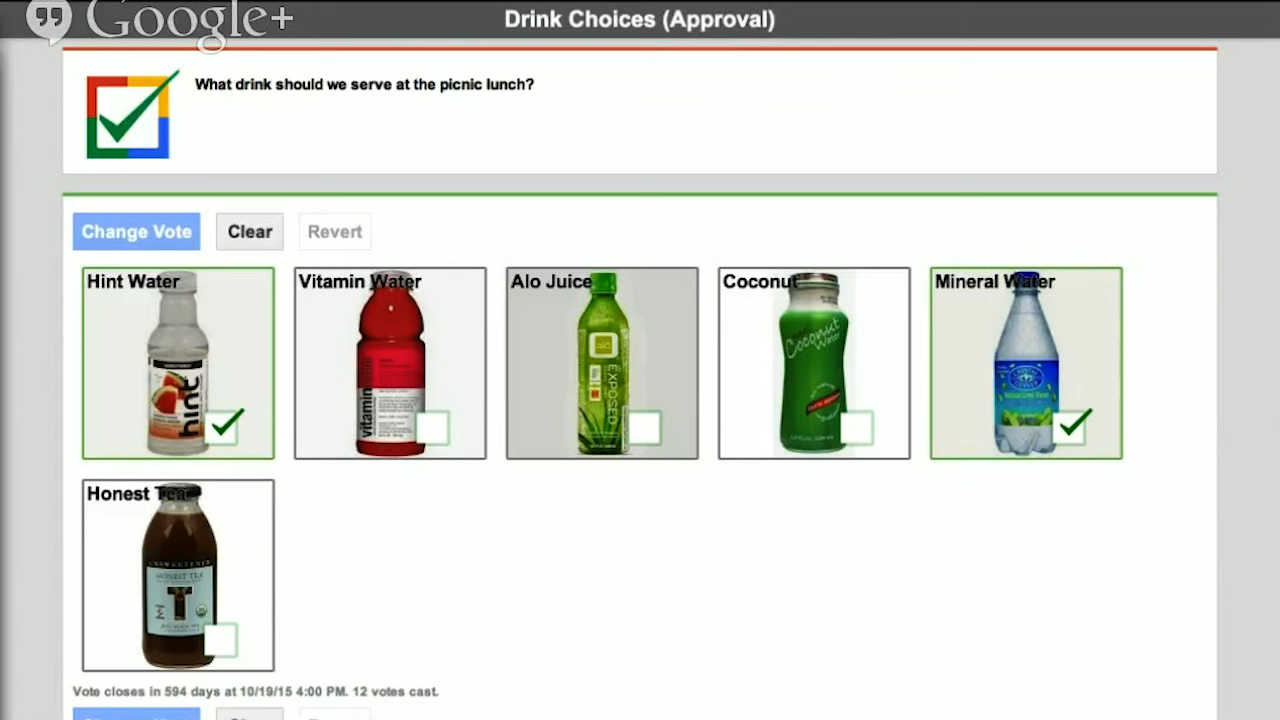 Google+
Drink Choices (Approval)
What drink should we serve at the picnic lunch?
Change Vote
Clear
Revert
Hint Water
Vitamin Water
Alo Juice
Coconut
Mineral Water
hint
vitamin
alo
EXPOSED
Coconut
Water
Honest Tea
UNSWEETENED
HONEST TEA
T
Vote closes in 594 days at 10/19/15 4:00 PM. 12 votes cast.